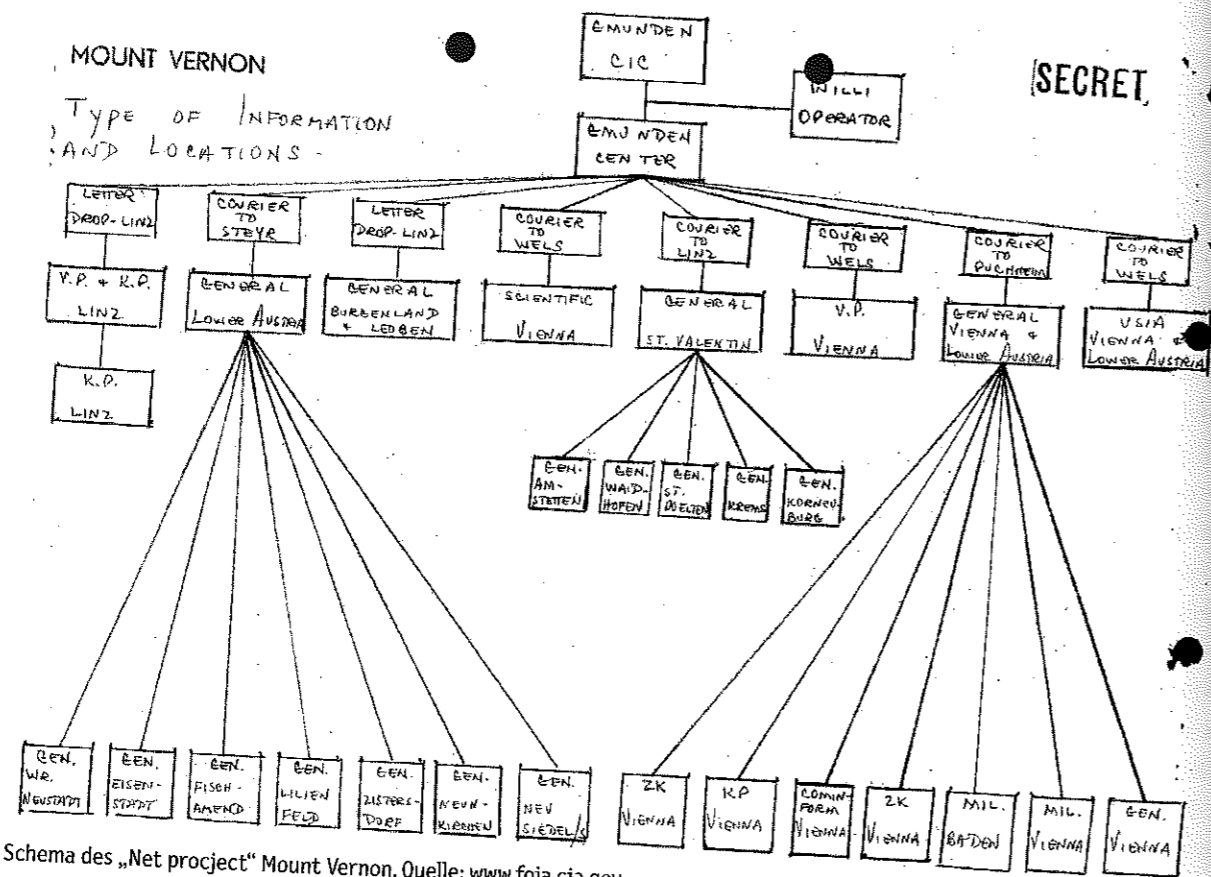 MOUNT VERNON
SECRET
TYPE OF INFORMATION
AND LOCATIONS -
GMUNDEN
CIC
WILLI
OPERATOR
GMUNDEN
CENTER
LETTER
DROP-LINZ
COURIER
TO
STEYR
LETTER
DROP-LINZ
COURIER
TO
WELS
COURIER
TO
LINZ
COURIER
TO
WELS
COURIER
TO
PUCHHEIM
COURIER
TO
WELS
V.P. & K.P.
LINZ
GENERAL
LOWER AUSTRIA
GENERAL
BURGENLAND
& LEOBEN
SCIENTIFIC
VIENNA
GENERAL
ST. VALENTIN
V.P.
VIENNA
GENERAL
VIENNA &
LOWER AUSTRIA
USIA
VIENNA &
LOWER AUSTRIA
K.P.
LINZ
GEN.
AM-
STETTEN
GEN.
WAID-
HOFEN
GEN.
ST.
POELTEN
GEN.
KREMS
GEN.
KORNEU-
BURG
GEN.
WR.
NEUSTADT
GEN.
EISEN-
STADT
GEN.
FISCH-
AMEND
GEN.
LILIEN
FELD
GEN.
ZISTERS-
DORF
GEN.
NEUN-
KIRCHEN
GEN.
NEU
SIEDEL/S
ZK
VIENNA
KP
VIENNA
COMIN-
FORM
VIENNA
ZK
VIENNA
MIL.
BADEN
MIL.
VIENNA
GEN.
VIENNA
Schema des „Net procject“ Mount Vernon. Quelle: www.foia.cia.gov